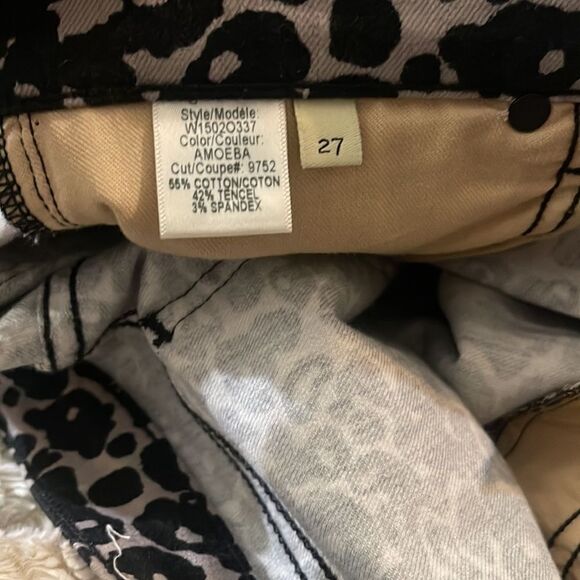 Style/Modèle:
W1502O337
Color/Couleur:
AMOEBA
Cut/Coupe#: 9752
55% COTTON/COTON
42% TENCEL
3% SPANDEX
27